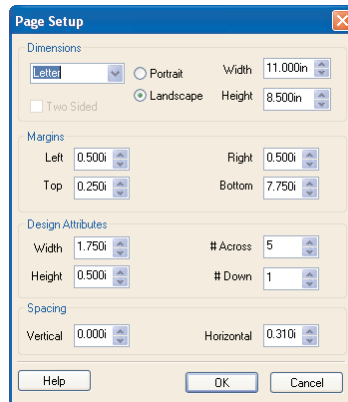 Page Setup
Dimensions
Letter
Portrait
Width 11.000in
Two Sided
Landscape
Height 8.500in
Margins
Left 0.500i
Right 0.500i
Top 0.250i
Bottom 7.750i
Design Attributes
Width 1.750i
# Across 5
Height 0.500i
# Down 1
Spacing
Vertical 0.000i
Horizontal 0.310i
Help
OK
Cancel